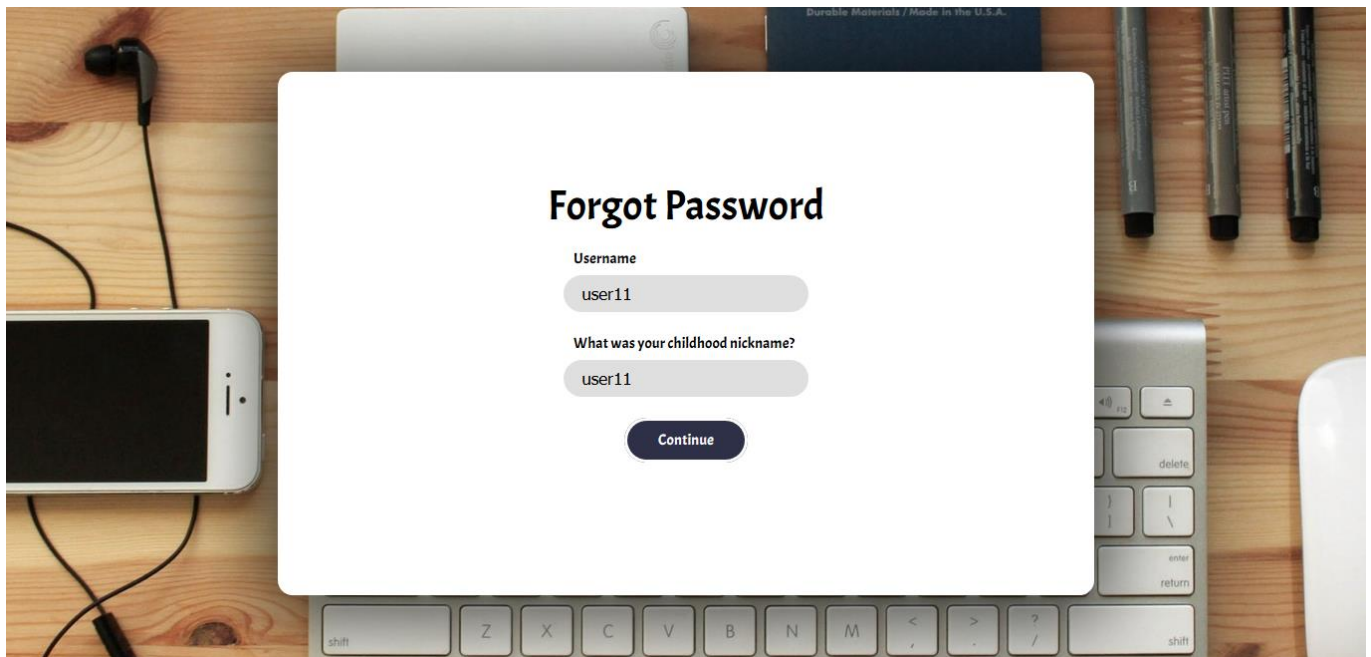 Durable Materials / Made in the U.S.A.
Forgot Password
Username
user11
What was your childhood nickname?
user11
Continue
F12
delete
}
]
|
\
enter
return
shift
Z
X
C
V
B
N
M
<
,
>
.
?
/
shift
B